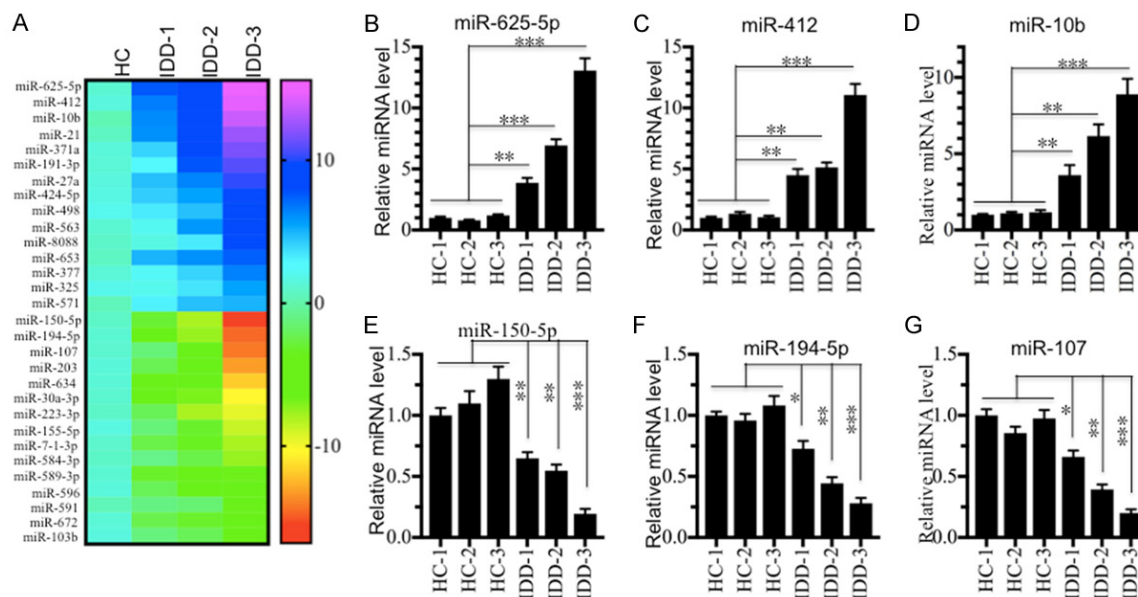 A
HC
IDD-1
IDD-2
IDD-3
miR-625-5p
miR-412
miR-10b
miR-21
miR-371a
miR-191-3p
miR-27a
miR-424-5p
miR-498
miR-563
miR-8088
miR-653
miR-377
miR-325
miR-571
miR-150-5p
miR-194-5p
miR-107
miR-203
miR-634
miR-30a-3p
miR-223-3p
miR-155-5p
miR-7-1-3p
miR-584-3p
miR-589-3p
miR-596
miR-591
miR-672
miR-103b
10
0
-10
B
miR-625-5p
Relative miRNA level
15
10
5
0
***
***
**
HC-1
HC-2
HC-3
IDD-1
IDD-2
IDD-3
C
miR-412
Relative miRNA level
15
10
5
0
***
**
**
HC-1
HC-2
HC-3
IDD-1
IDD-2
IDD-3
D
miR-10b
Relative miRNA level
10
5
0
***
**
**
HC-1
HC-2
HC-3
IDD-1
IDD-2
IDD-3
E
miR-150-5p
Relative miRNA level
1.5
1.0
0.5
0.0
**
**
***
HC-1
HC-2
HC-3
IDD-1
IDD-2
IDD-3
F
miR-194-5p
Relative miRNA level
1.5
1.0
0.5
0.0
*
**
***
HC-1
HC-2
HC-3
IDD-1
IDD-2
IDD-3
G
miR-107
Relative miRNA level
1.5
1.0
0.5
0.0
*
**
***
HC-1
HC-2
HC-3
IDD-1
IDD-2
IDD-3